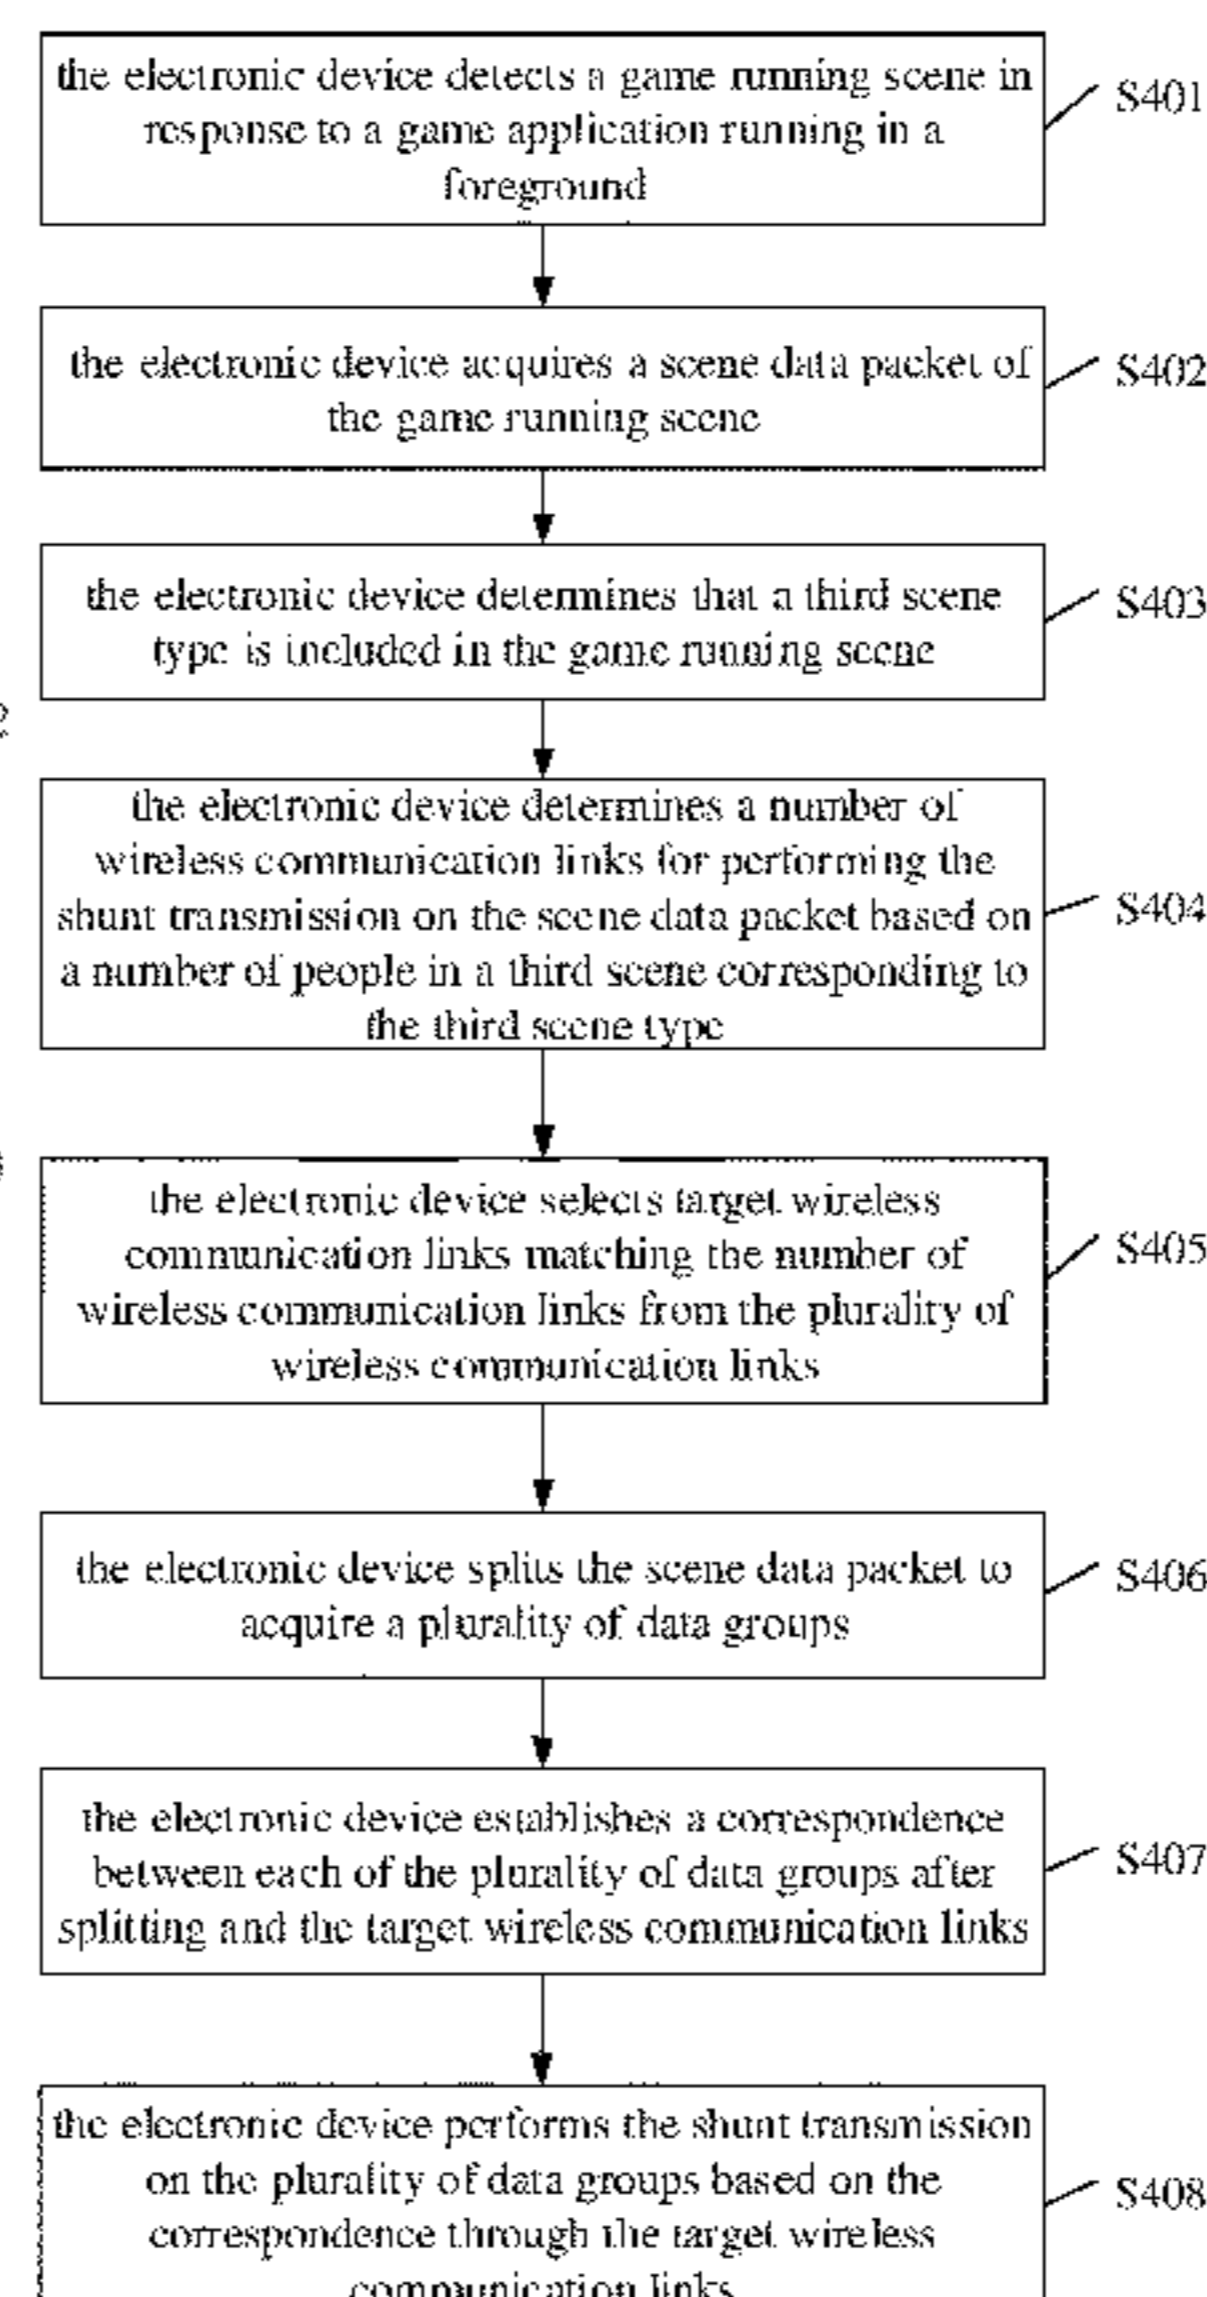 the electronic device detects a game running scene in
response to a game application running in a
foreground
S401
the electronic device acquires a scene data packet of
the game running scene
S402
the electronic device determines that a third scene
type is included in the game running scene
S403
the electronic device determines a number of
wireless communication links for performing the
shunt transmission on the scene data packet based on
a number of people in a third scene corresponding to
the third scene type
S404
the electronic device selects target wireless
communication links matching the number of
wireless communication links from the plurality of
wireless communication links
S405
the electronic device splits the scene data packet to
acquire a plurality of data groups
S406
the electronic device establishes a correspondence
between each of the plurality of data groups after
splitting and the target wireless communication links
S407
the electronic device performs the shunt transmission
on the plurality of data groups based on the
correspondence through the target wireless
communication links
S408